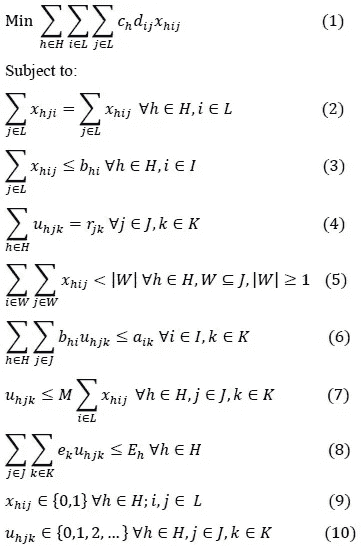 Min ∑_{h∈H} ∑_{i∈L} ∑_{j∈L} c_h d_{ij} x_{hij} (1)
Subject to:
∑_{j∈L} x_{hji} = ∑_{j∈L} x_{hij} ∀h ∈ H, i ∈ L (2)
∑_{j∈L} x_{hij} ≤ b_{hi} ∀h ∈ H, i ∈ I (3)
∑_{h∈H} u_{hjk} = r_{jk} ∀j ∈ J, k ∈ K (4)
∑_{i∈W} ∑_{j∈W} x_{hij} < |W| ∀h ∈ H, W ⊆ J, |W| ≥ 1 (5)
∑_{h∈H} ∑_{j∈J} b_{hi} u_{hjk} ≤ a_{ik} ∀i ∈ I, k ∈ K (6)
u_{hjk} ≤ M ∑_{i∈L} x_{hij} ∀h ∈ H, j ∈ J, k ∈ K (7)
∑_{j∈J} ∑_{k∈K} e_k u_{hjk} ≤ E_h ∀h ∈ H (8)
x_{hij} ∈ {0,1} ∀h ∈ H; i, j ∈ L (9)
u_{hjk} ∈ {0,1,2, …} ∀h ∈ H, j ∈ J, k ∈ K (10)